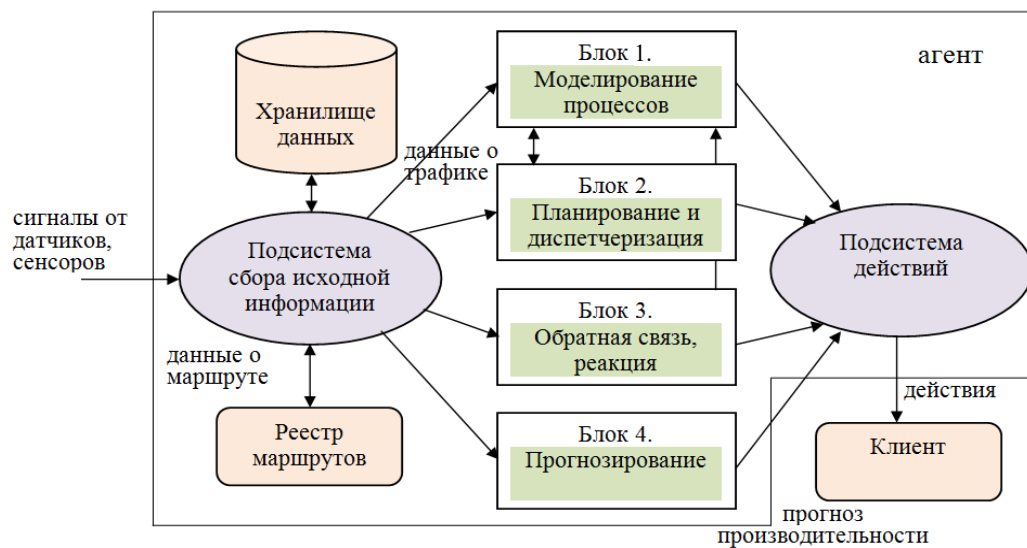 агент
Хранилище
данных
Блок 1.
Моделирование
процессов
данные о
трафике
Блок 2.
Планирование и
диспетчеризация
сигналы от
датчиков,
сенсоров
Подсистема
сбора исходной
информации
Подсистема
действий
Блок 3.
Обратная связь,
реакция
данные о
маршруте
действия
Реестр
маршрутов
Блок 4.
Прогнозирование
Клиент
прогноз
производительности